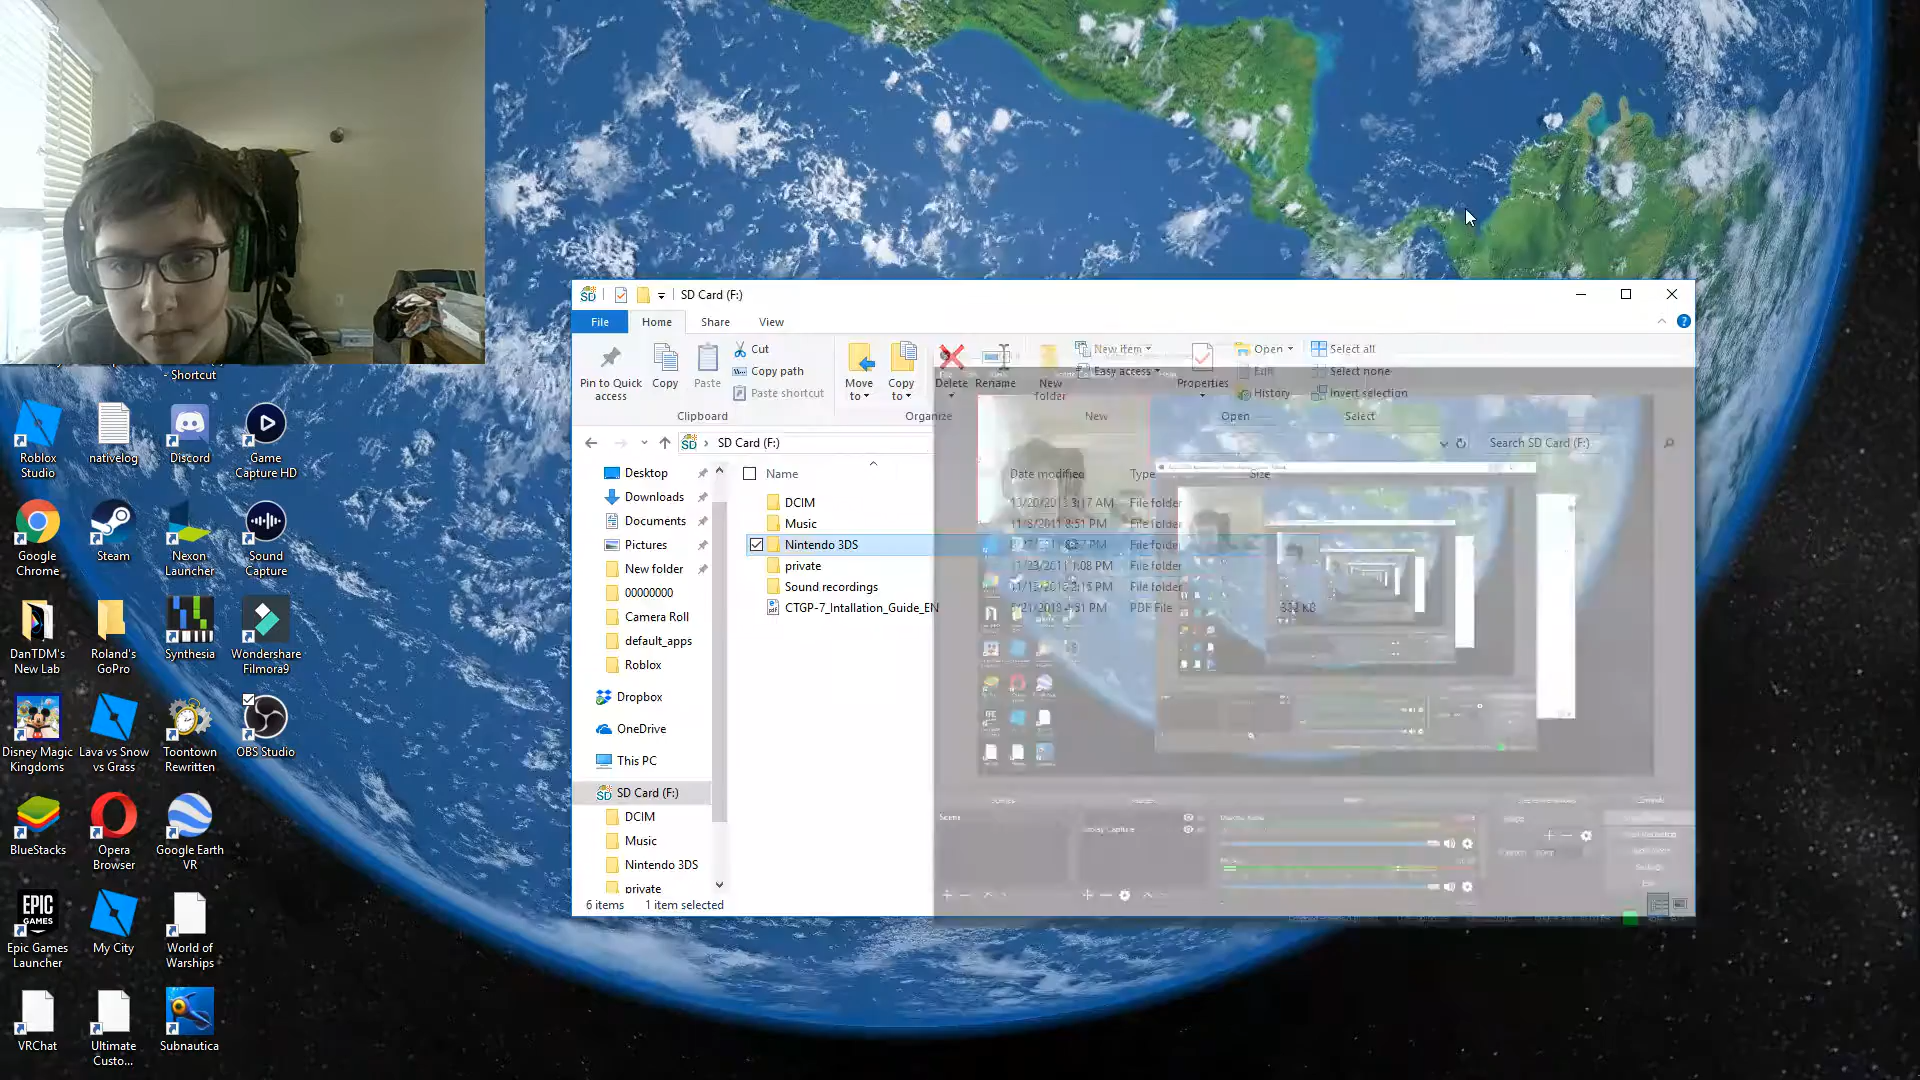 - Shortcut
Roblox
Studio
nativelog
Discord
Game
Capture HD
Google
Chrome
Steam
Nexon
Launcher
Sound
Capture
DanTDM's
New Lab
Roland's
GoPro
Synthesia
Wondershare
Filmora9
Disney Magic
Kingdoms
Lava vs Snow
vs Grass
Toontown
Rewritten
OBS Studio
BlueStacks
Opera
Browser
Google Earth
VR
EPIC
GAMES
Epic Games
Launcher
My City
World of
Warships
VRChat
Ultimate
Custo...
Subnautica
SD Card (F:)
File
Home
Share
View
Pin to Quick
access
Copy
Paste
Cut
Copy path
Paste shortcut
Clipboard
Move
to
Copy
to
Delete
Rename
Organize
New
folder
New item
Easy access
New
Properties
Open
Edit
History
Open
Select all
Select none
Invert selection
Select
SD Card (F:)
Search SD Card (F:)
Desktop
Downloads
Documents
Pictures
New folder
00000000
Camera Roll
default_apps
Roblox
Dropbox
OneDrive
This PC
SD Card (F:)
DCIM
Music
Nintendo 3DS
private
Name
Date modified
Type
Size
DCIM
File folder
Music
File folder
Nintendo 3DS
File folder
private
File folder
Sound recordings
File folder
CTGP-7_Intallation_Guide_EN
PDF File
6 items
1 item selected